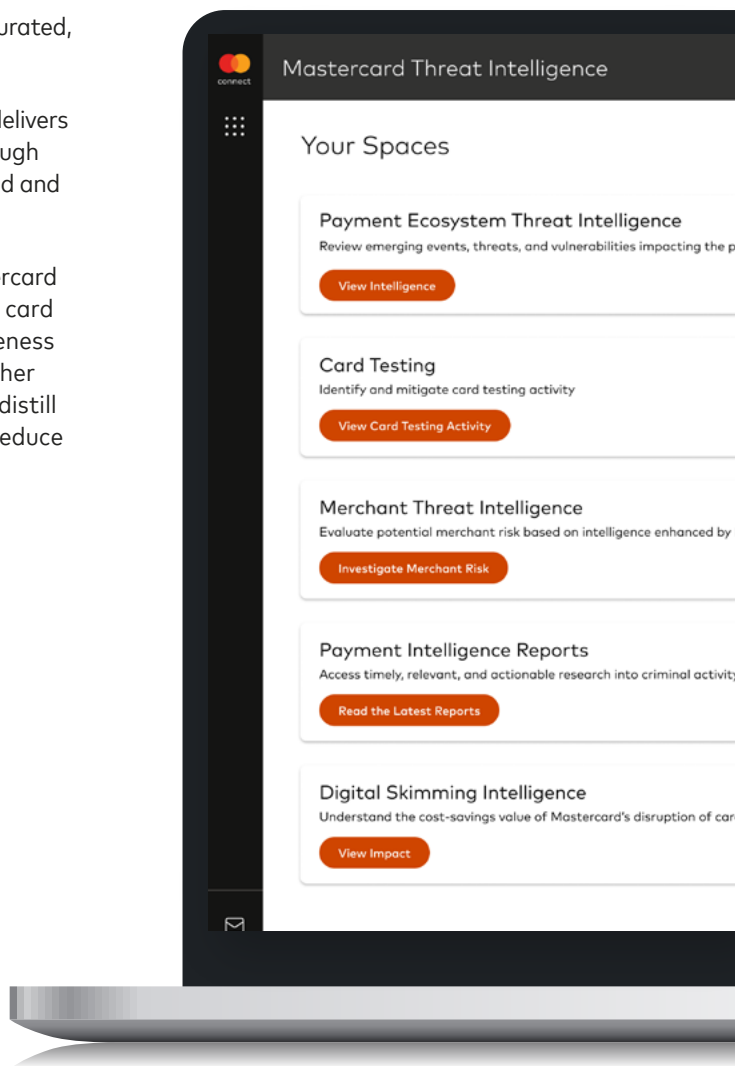 urated,
delivers
ugh
d and
rcard
card
eness
her
distill
educe
connect
Mastercard Threat Intelligence
Your Spaces
Payment Ecosystem Threat Intelligence
Review emerging events, threats, and vulnerabilities impacting the p
View Intelligence
Card Testing
Identify and mitigate card testing activity
View Card Testing Activity
Merchant Threat Intelligence
Evaluate potential merchant risk based on intelligence enhanced by
Investigate Merchant Risk
Payment Intelligence Reports
Access timely, relevant, and actionable research into criminal activity
Read the Latest Reports
Digital Skimming Intelligence
Understand the cost-savings value of Mastercard's disruption of car
View Impact